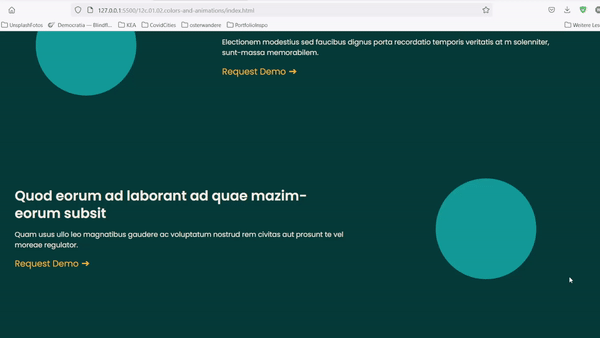 127.0.0.1:5500/12c.01.02.colors-and-animations/index.html
UnsplashFotos
Democratia — Blindfl...
KEA
CovidCities
osterwandere
PortfolioInspo
Weitere Les
Electionem modestius sed faucibus dignus porta recordatio temporis veritatis at m solenniter,
sunt-massa memorabilem.
Request Demo ➔
Quod eorum ad laborant ad quae mazim-
eorum subsit
Quam usus ullo leo magnatibus gaudere ac voluptatum nostrud rem civitas aut prosunt te vel
moreae regulator.
Request Demo ➔